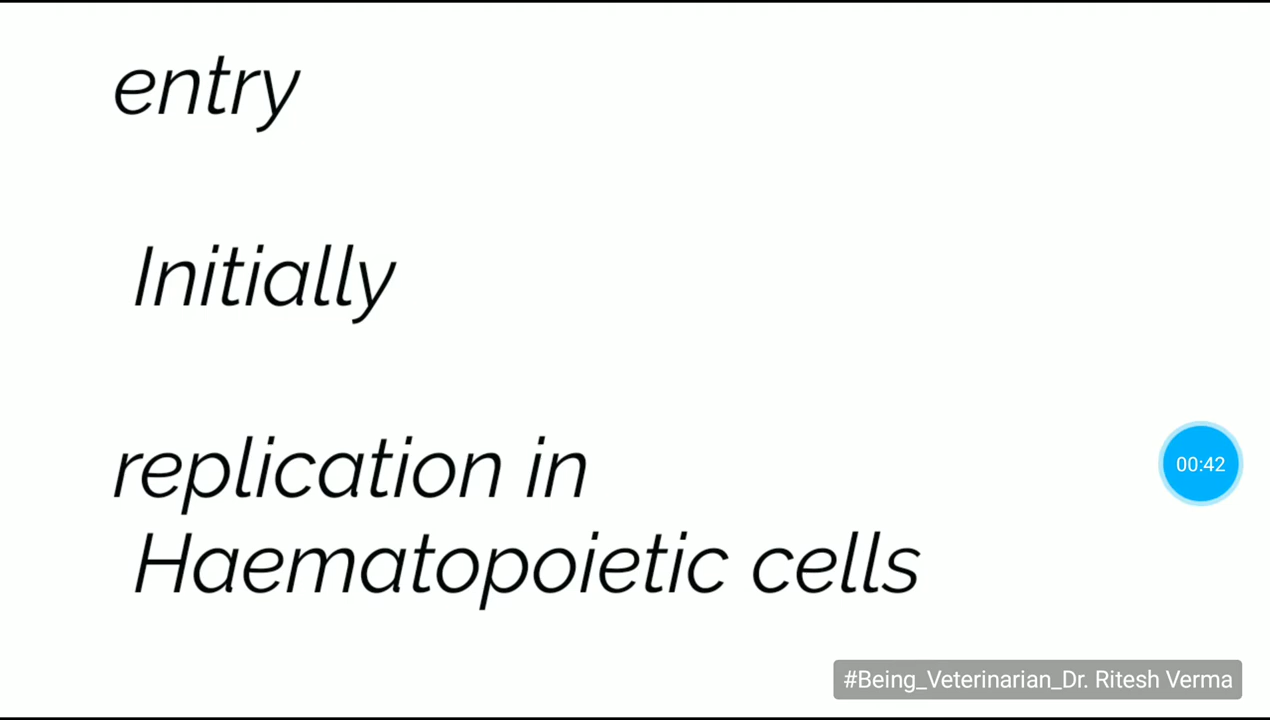 entry
Initially
replication in
Haematopoietic cells
00:42
#Being_Veterinarian_Dr. Ritesh Verma